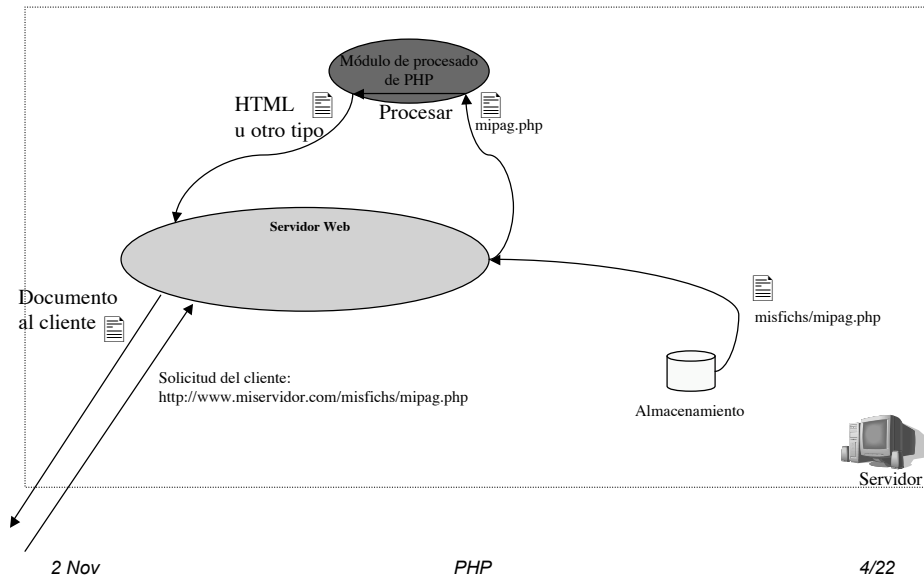 Módulo de procesado
de PHP
HTML
u otro tipo
Procesar
mipag.php
Servidor Web
Documento
al cliente
misfichs/mipag.php
Solicitud del cliente:
http://www.miservidor.com/misfichs/mipag.php
Almacenamiento
Servidor
2 Nov
PHP
4/22